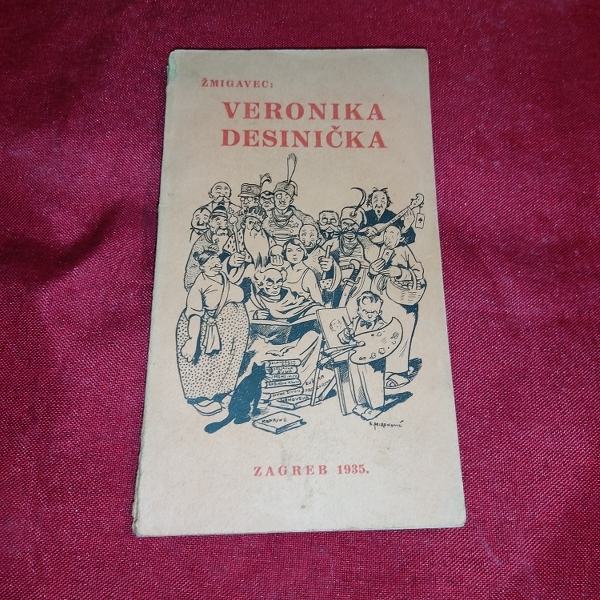 ŽMIGAVEC:
VERONIKA
DESINIČKA
ZAGREB 1935.